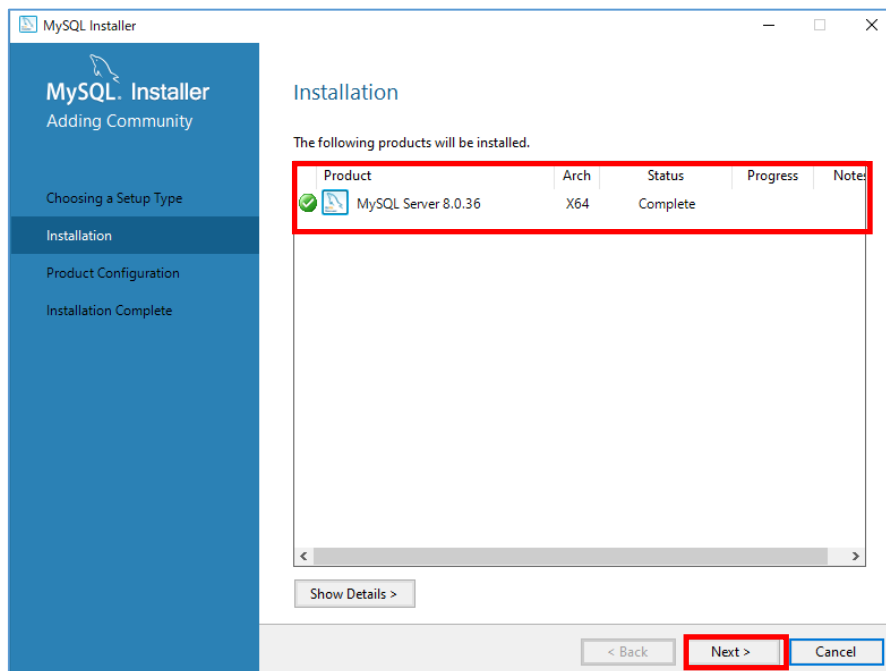 MySQL Installer
MySQL. Installer
Adding Community
Choosing a Setup Type
Installation
Product Configuration
Installation Complete
Installation
The following products will be installed.
Product Arch Status Progress Notes
MySQL Server 8.0.36 X64 Complete
Show Details >
< Back Next > Cancel